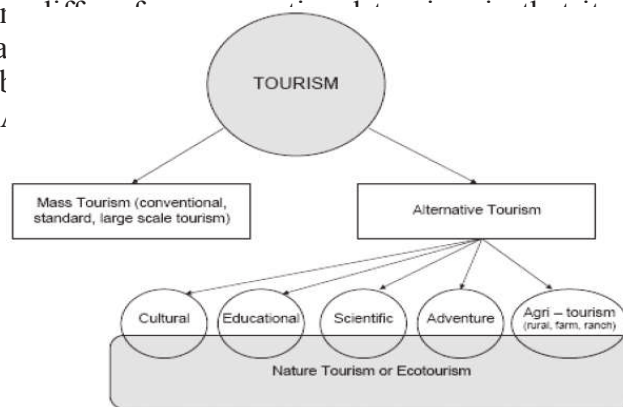 TOURISM
Mass Tourism (conventional,
standard, large scale tourism)
Alternative Tourism
Cultural
Educational
Scientific
Adventure
Agri – tourism
(rural, farm, ranch)
Nature Tourism or Ecotourism